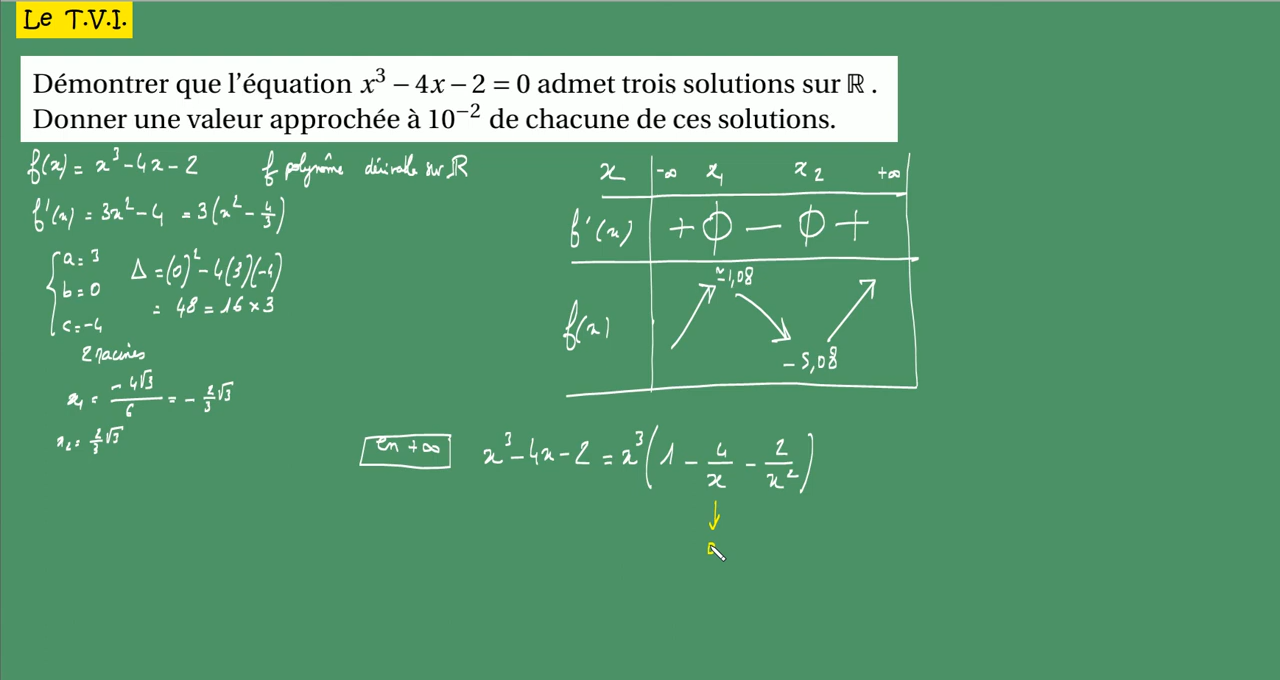 Le T.V.I.
Démontrer que l'équation x³ − 4x − 2 = 0 admet trois solutions sur ℝ .
Donner une valeur approchée à 10⁻² de chacune de ces solutions.
f(x) = x³ - 4x - 2 f polynôme dérivable sur ℝ
f'(x) = 3x² - 4 = 3(x² - 4/3)
a = 3
b = 0
c = -4
Δ = (0)² - 4(3)(-4)
= 48 = 16 × 3
2 racines
x₁ = -4√3/6 = - 2/3 √3
x₂ = 2/3 √3
x -∞ x₁ x₂ +∞
f'(x) + 0 - 0 +
f(x) ≃1,08 -5,08
en +∞ x³ - 4x - 2 = x³(1 - 4/x - 2/x²)